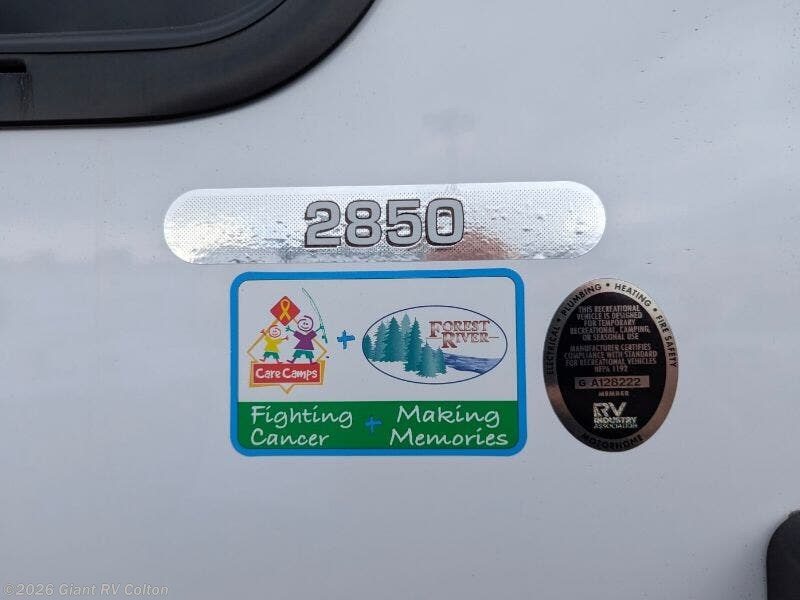 2850
Care Camps
+
FOREST
RIVER
Fighting + Making
Cancer Memories
ELECTRICAL • PLUMBING • HEATING • FIRE SAFETY
THIS RECREATIONAL
VEHICLE IS DESIGNED
FOR TEMPORARY
RECREATIONAL, CAMPING,
OR SEASONAL USE
MANUFACTURER CERTIFIES
COMPLIANCE WITH STANDARD
FOR RECREATIONAL VEHICLES
NFPA 1192
G A128222
MEMBER
RV
INDUSTRY
ASSOCIATION
MOTORHOME
©2026 Giant RV Colton